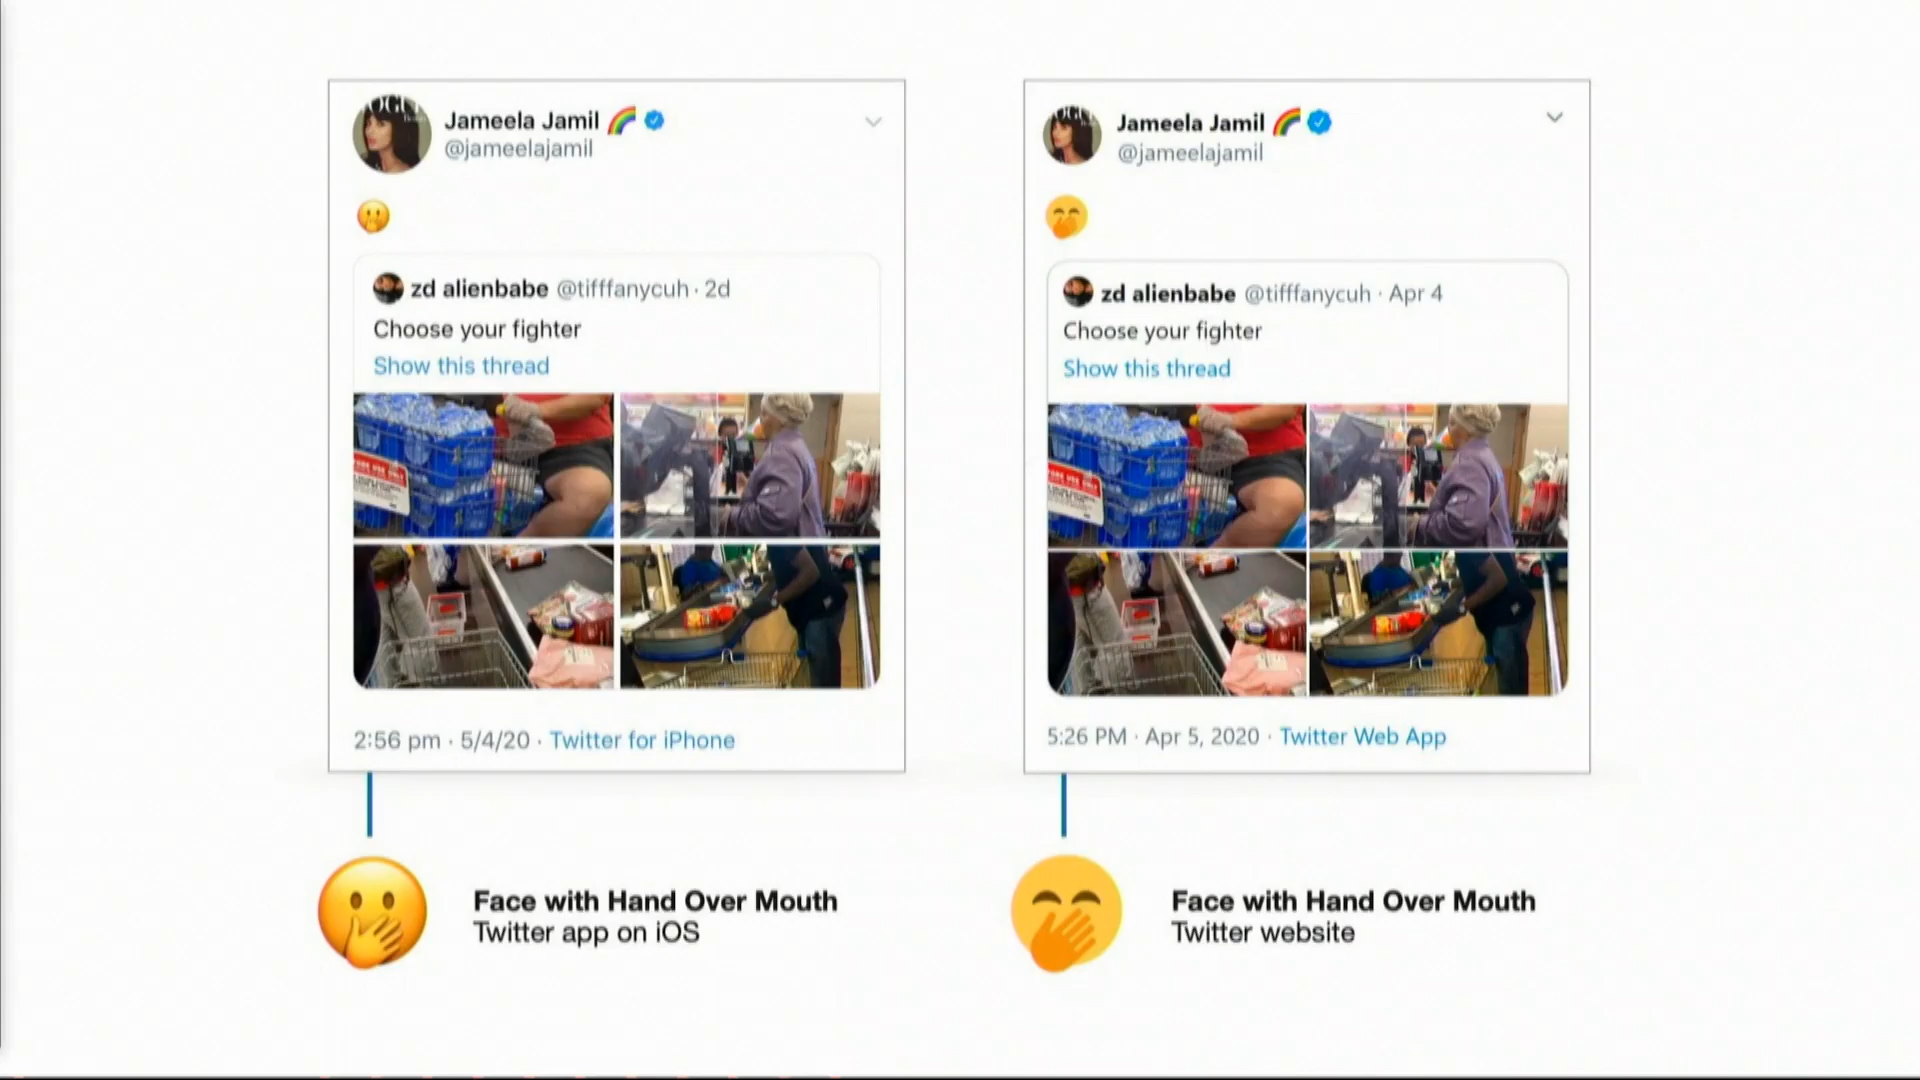 Jameela Jamil
@jameelajamil
zd alienbabe @tifffanycuh · 2d
Choose your fighter
Show this thread
2:56 pm · 5/4/20 · Twitter for iPhone
Face with Hand Over Mouth
Twitter app on iOS
Jameela Jamil
@jameelajamil
zd alienbabe @tifffanycuh · Apr 4
Choose your fighter
Show this thread
5:26 PM · Apr 5, 2020 · Twitter Web App
Face with Hand Over Mouth
Twitter website